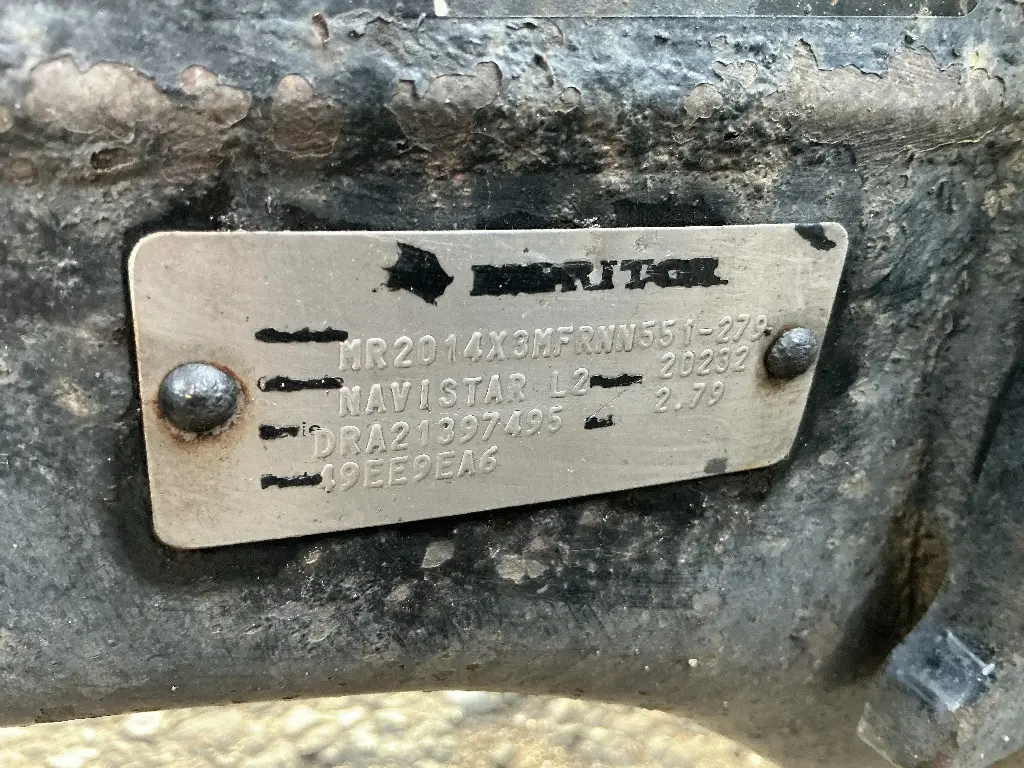 MERITOR
MR2014X3MFRNN551-279
NAVISTAR L2 20232
DRA21397495 2.79
49EE9EA6